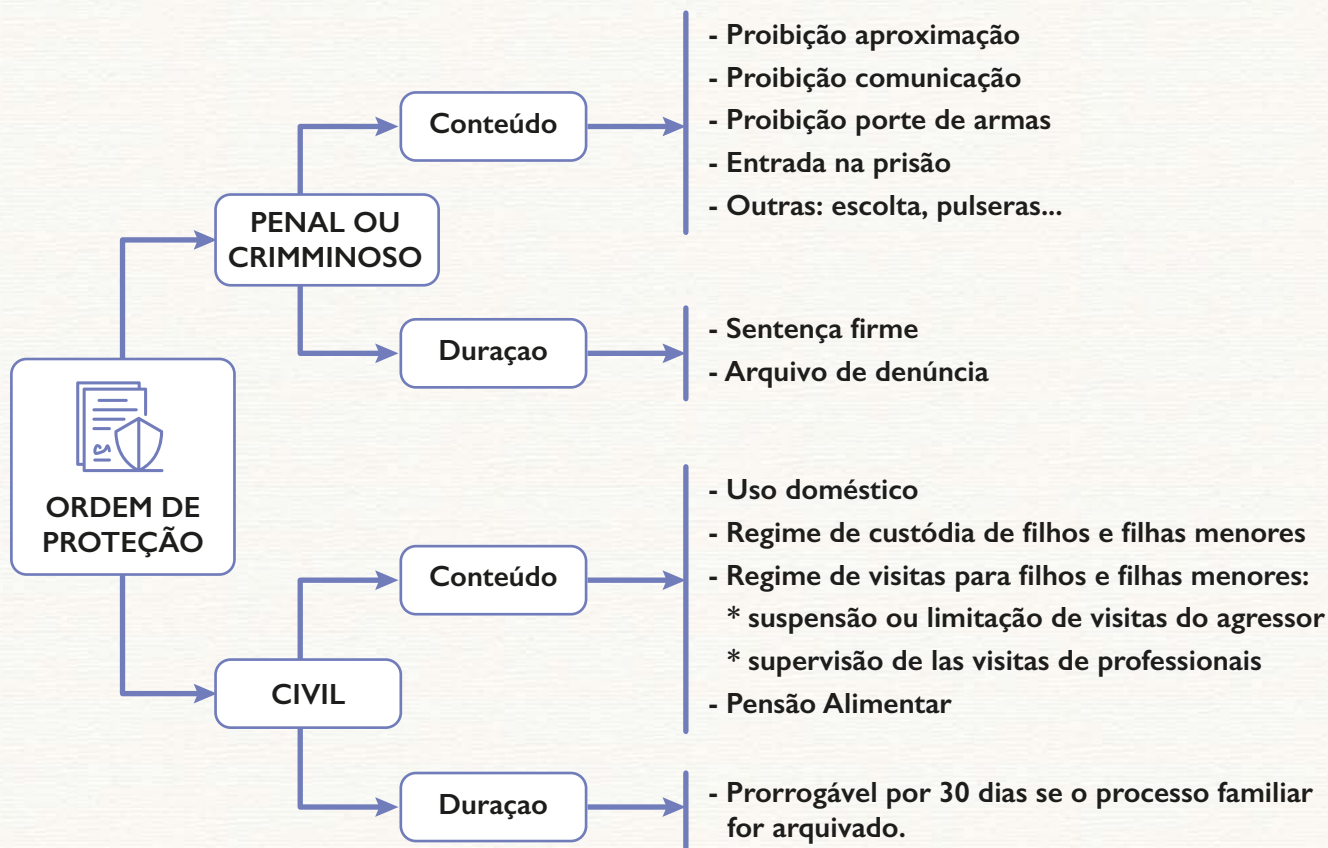 ORDEM DE
PROTEÇÃO
PENAL OU
CRIMMINOSO
Conteúdo
- Proibição aproximação
- Proibição comunicação
- Proibição porte de armas
- Entrada na prisão
- Outras: escolta, pulseras...
Duraçao
- Sentença firme
- Arquivo de denúncia
CIVIL
Conteúdo
- Uso doméstico
- Regime de custódia de filhos e filhas menores
- Regime de visitas para filhos e filhas menores:
* suspensão ou limitação de visitas do agressor
* supervisão de las visitas de professionais
- Pensão Alimentar
Duraçao
- Prorrogável por 30 dias se o processo familiar
for arquivado.